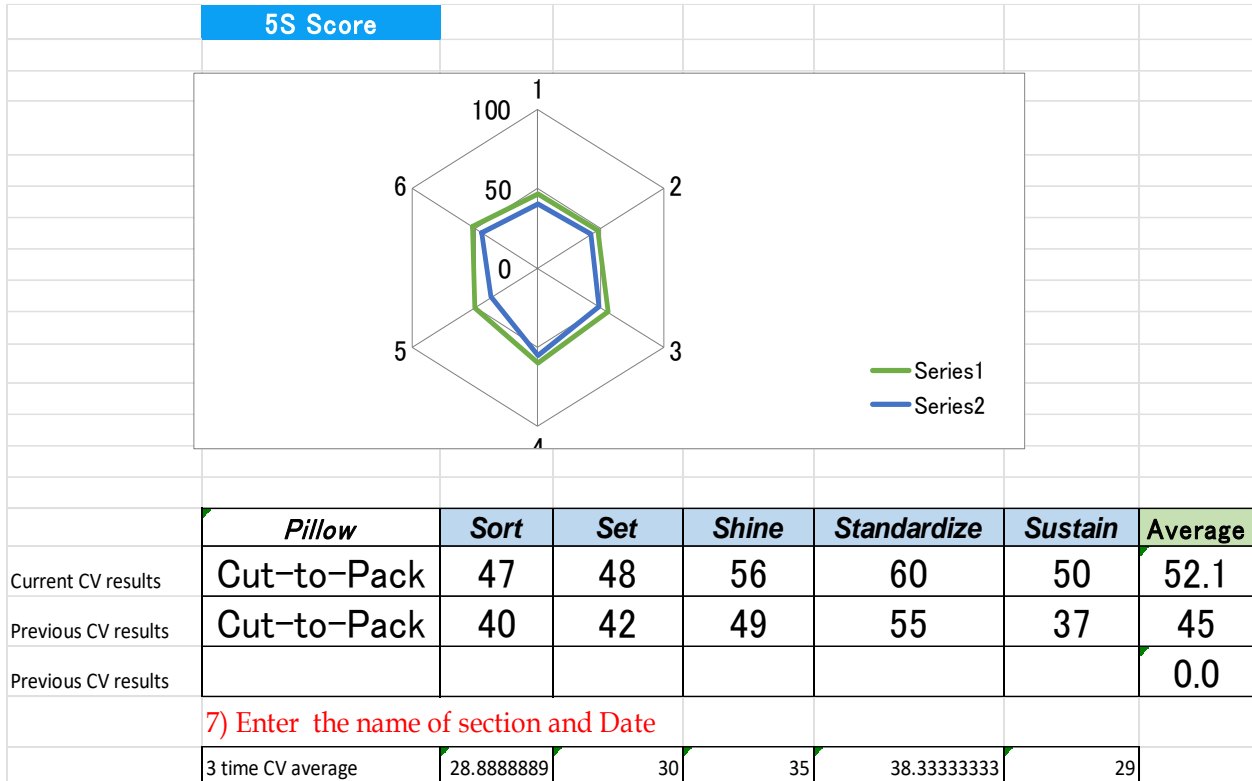 5S Score
1
100
6 50 2
0
5 3
Series1
Series2
4
Pillow Sort Set Shine Standardize Sustain Average
Current CV results Cut-to-Pack 47 48 56 60 50 52.1
Previous CV results Cut-to-Pack 40 42 49 55 37 45
Previous CV results 0.0
7) Enter the name of section and Date
3 time CV average 28.8888889 30 35 38.33333333 29